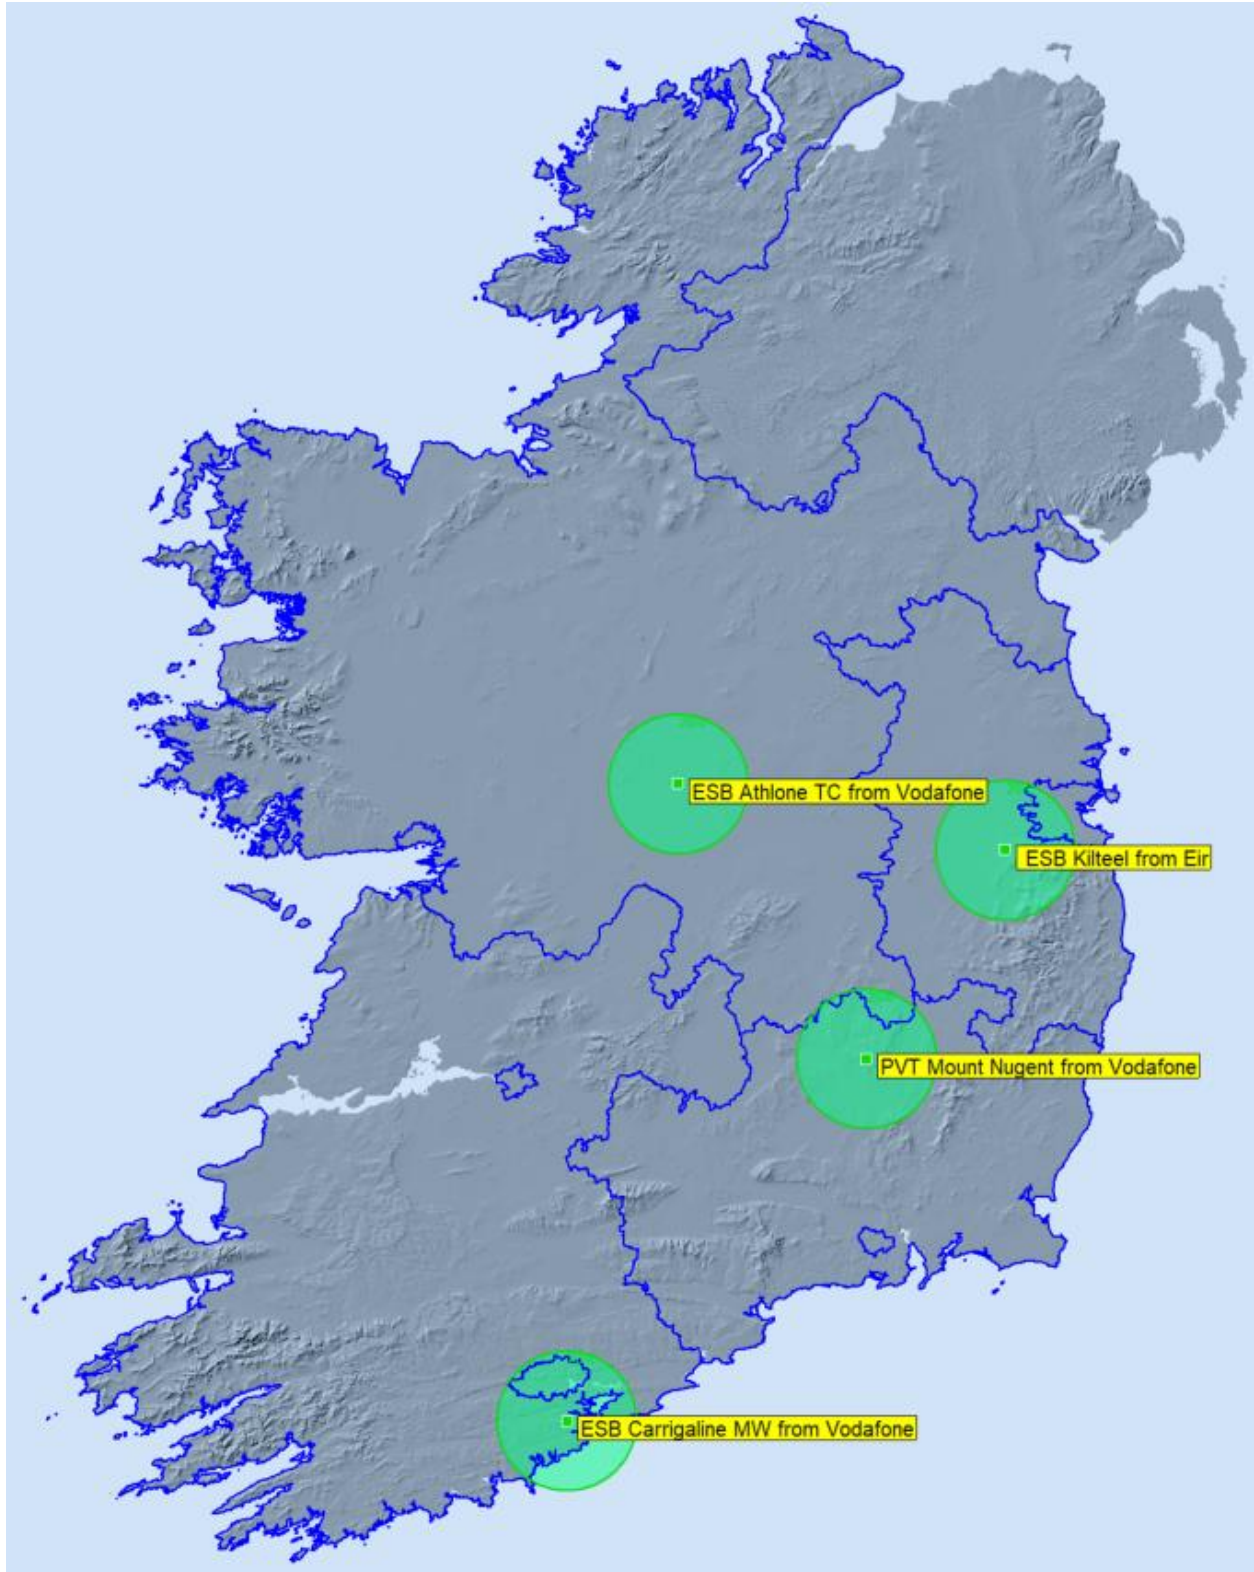 ESB Athlone TC from Vodafone
ESB Kilteel from Eir
PVT Mount Nugent from Vodafone
ESB Carrigaline MW from Vodafone